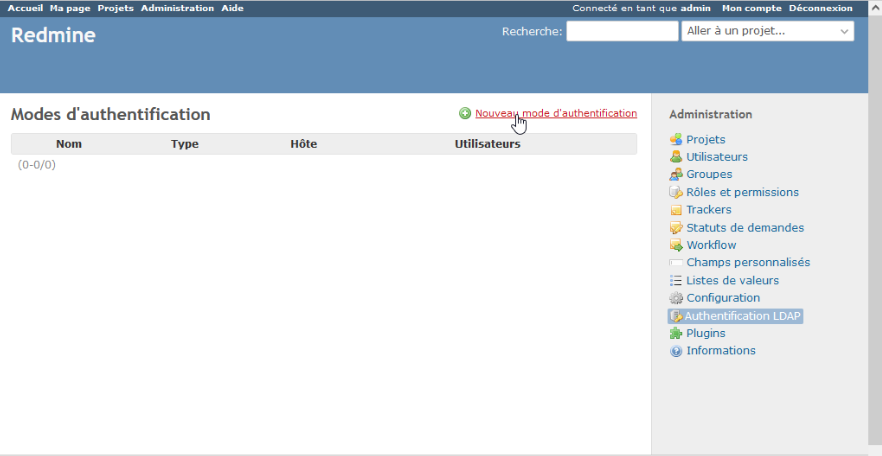 Accueil Ma page Projets Administration Aide
Connecté en tant que admin Mon compte Déconnexion
Redmine
Recherche: Aller à un projet...
Modes d'authentification
Nouveau mode d'authentification
Nom Type Hôte Utilisateurs
(0-0/0)
Administration
Projets
Utilisateurs
Groupes
Rôles et permissions
Trackers
Statuts de demandes
Workflow
Champs personnalisés
Listes de valeurs
Configuration
Authentification LDAP
Plugins
Informations